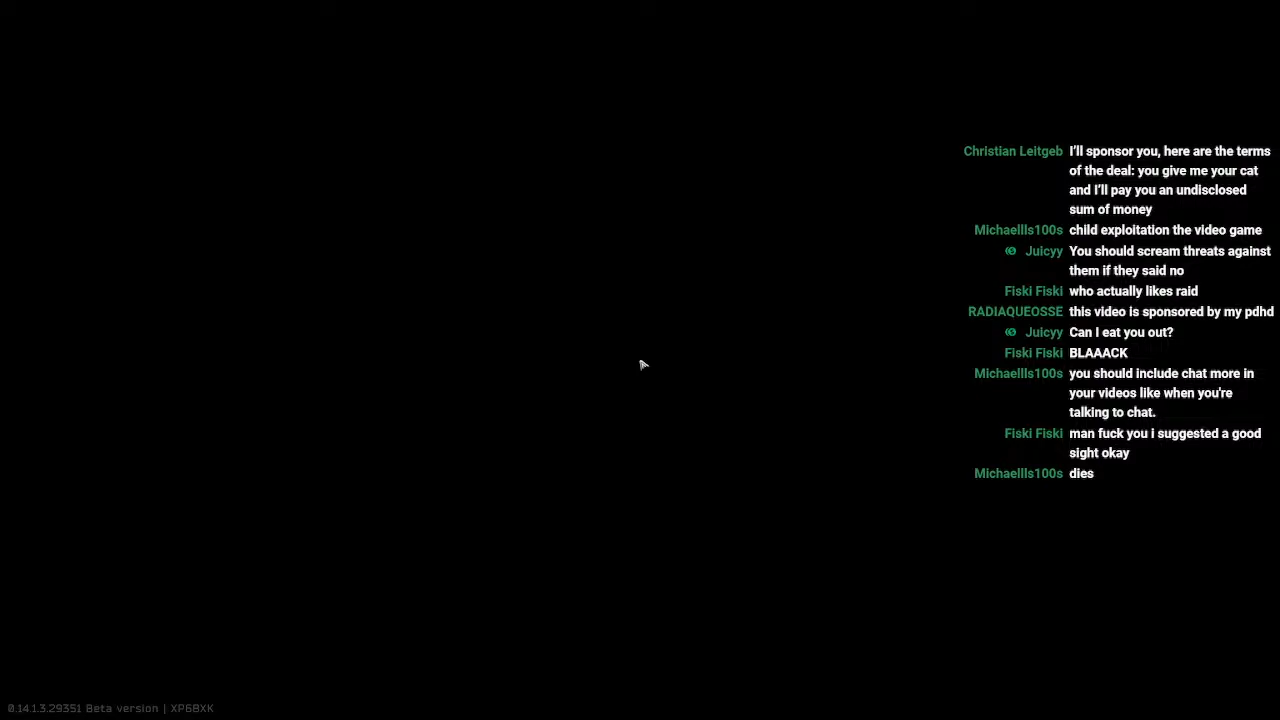 Christian Leitgeb I'll sponsor you, here are the terms
of the deal: you give me your cat
and I'll pay you an undisclosed
sum of money
Michaellls100s child exploitation the video game
Juicyy You should scream threats against
them if they said no
Fiski Fiski who actually likes raid
RADIAQUEOSSE this video is sponsored by my pdhd
Juicyy Can I eat you out?
Fiski Fiski BLAAACK
Michaellls100s you should include chat more in
your videos like when you're
talking to chat.
Fiski Fiski man fuck you i suggested a good
sight okay
Michaellls100s dies
0.14.1.3.29351 Beta version | XP6BXK